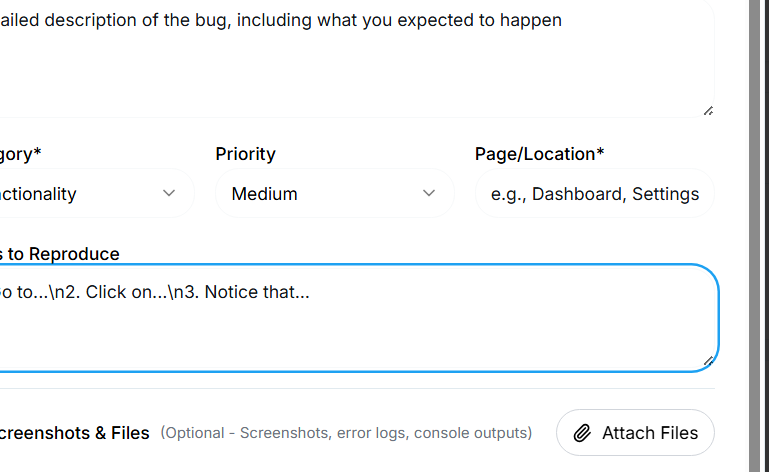 ailed description of the bug, including what you expected to happen
gory* Priority Page/Location*
ctionality Medium e.g., Dashboard, Settings
s to Reproduce
o to...\n2. Click on...\n3. Notice that...
creenshots & Files (Optional - Screenshots, error logs, console outputs) Attach Files